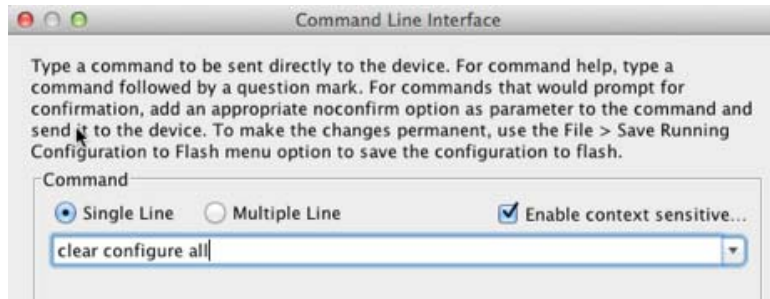 Command Line Interface
Type a command to be sent directly to the device. For command help, type a
command followed by a question mark. For commands that would prompt for
confirmation, add an appropriate noconfirm option as parameter to the command and
send it to the device. To make the changes permanent, use the File > Save Running
Configuration to Flash menu option to save the configuration to flash.
Command
Single Line Multiple Line Enable context sensitive...
clear configure all